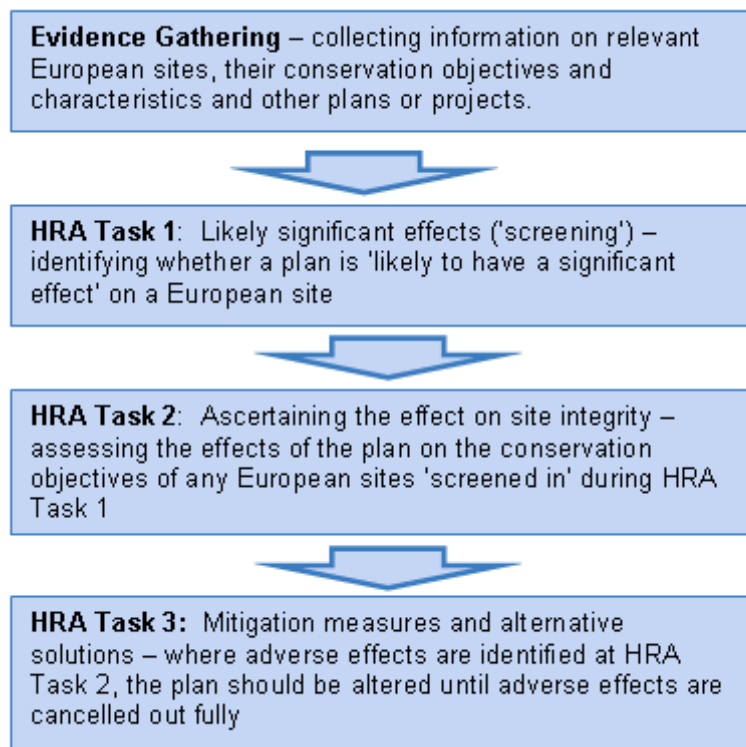 Evidence Gathering – collecting information on relevant
European sites, their conservation objectives and
characteristics and other plans or projects.
HRA Task 1:  Likely significant effects ('screening') –
identifying whether a plan is 'likely to have a significant
effect' on a European site
HRA Task 2:  Ascertaining the effect on site integrity –
assessing the effects of the plan on the conservation
objectives of any European sites 'screened in' during HRA
Task 1
HRA Task 3:  Mitigation measures and alternative
solutions – where adverse effects are identified at HRA
Task 2, the plan should be altered until adverse effects are
cancelled out fully